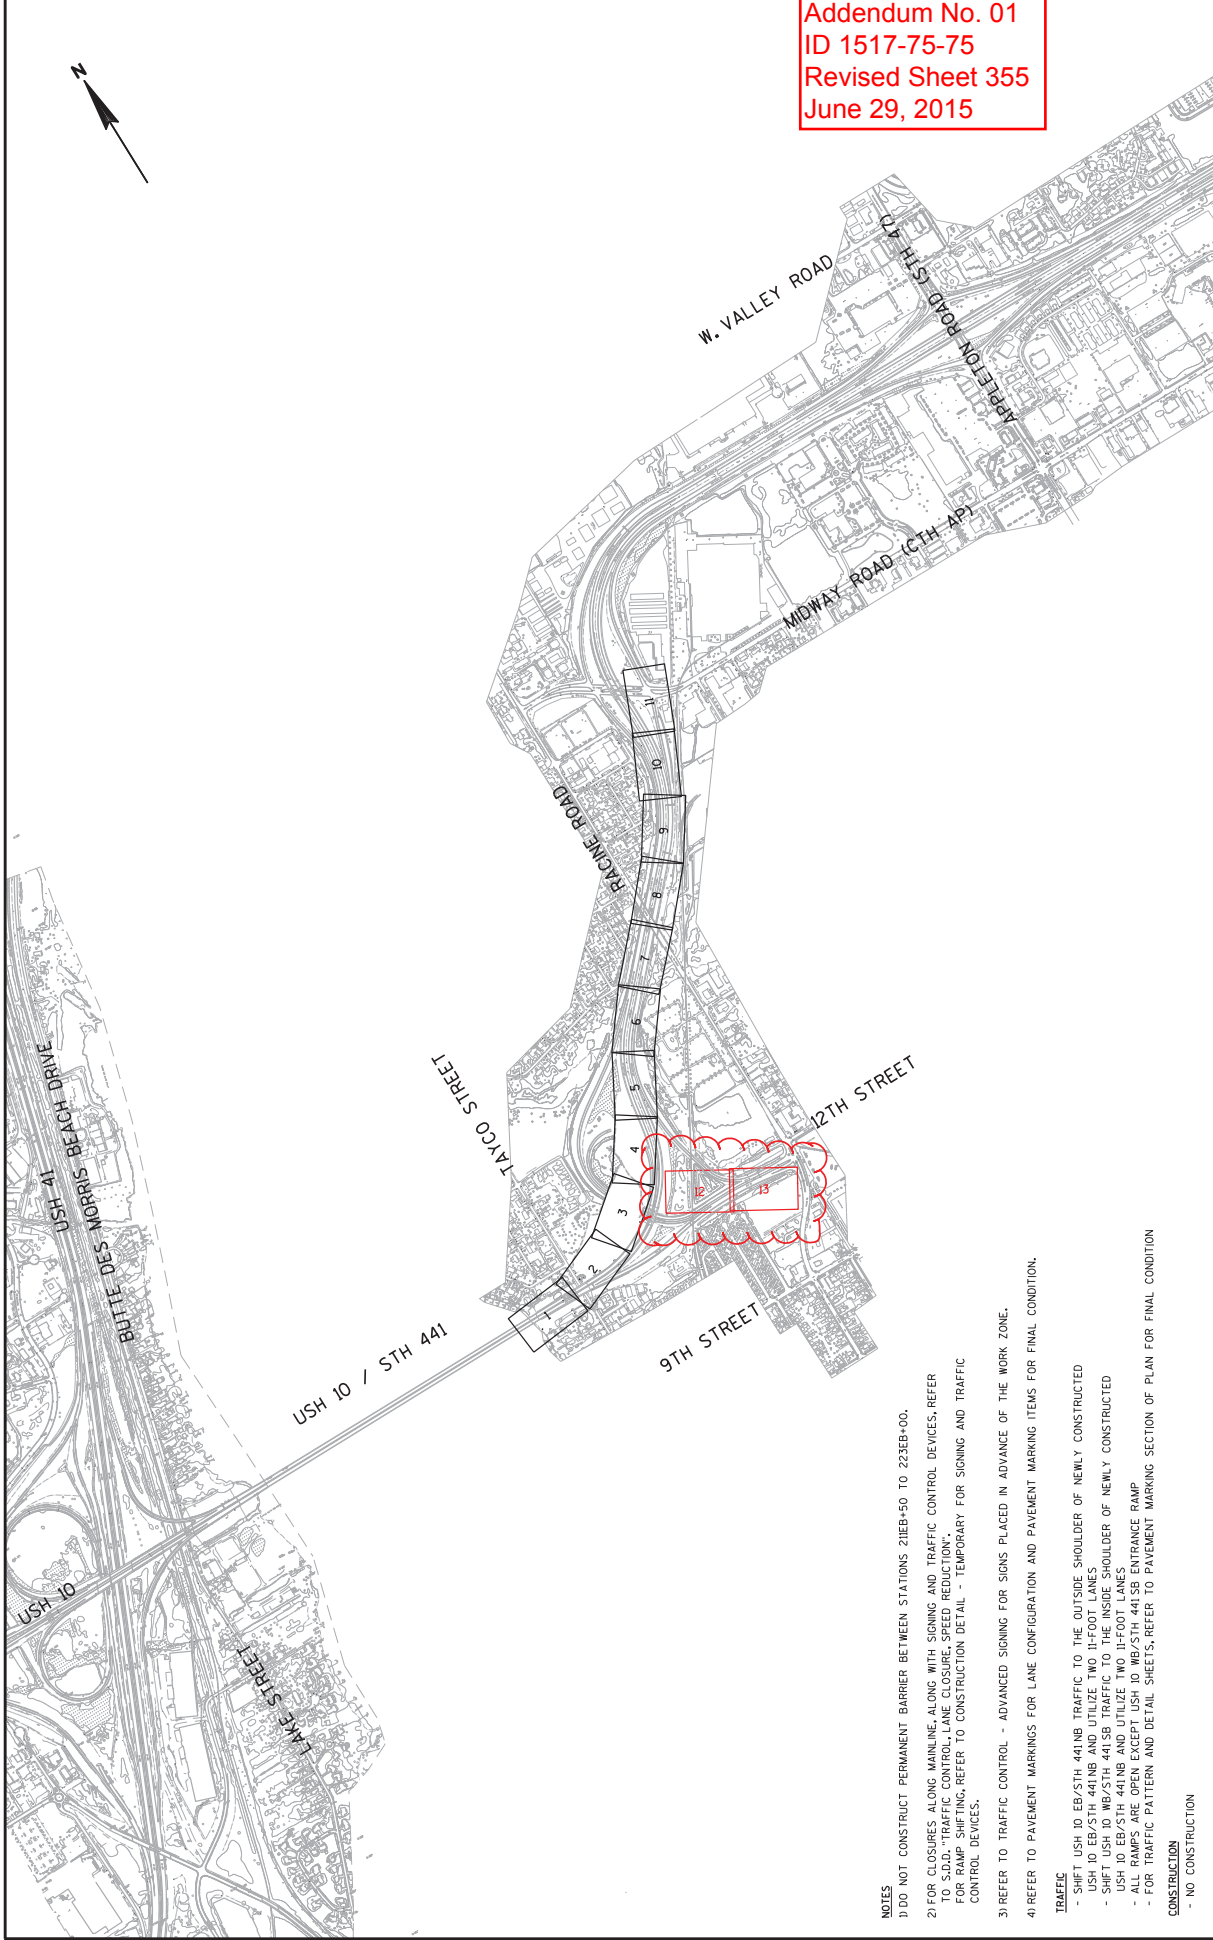 Addendum No. 01
ID 1517-75-75
Revised Sheet 355
June 29, 2015
N
W. VALLEY ROAD
APPLETON ROAD (STH 47)
MIDWAY ROAD (CTH AP)
RACINE ROAD
11
10
9
8
7
6
5
4
3
2
1
12
13
TAYCO STREET
12TH STREET
9TH STREET
USH 41
BUTTE DES MORRIS BEACH DRIVE
USH 10 / STH 441
USH 10
LAKE STREET
NOTES
1) DO NOT CONSTRUCT PERMANENT BARRIER BETWEEN STATIONS 211EB+50 TO 223EB+00.
2) FOR CLOSURES ALONG MAINLINE, ALONG WITH SIGNING AND TRAFFIC CONTROL DEVICES, REFER
TO S.D.D. "TRAFFIC CONTROL, LANE CLOSURE, SPEED REDUCTION".
FOR RAMP SHIFTING, REFER TO CONSTRUCTION DETAIL - TEMPORARY FOR SIGNING AND TRAFFIC
CONTROL DEVICES.
3) REFER TO TRAFFIC CONTROL - ADVANCED SIGNING FOR SIGNS PLACED IN ADVANCE OF THE WORK ZONE.
4) REFER TO PAVEMENT MARKINGS FOR LANE CONFIGURATION AND PAVEMENT MARKING ITEMS FOR FINAL CONDITION.
TRAFFIC
- SHIFT USH 10 EB/STH 441 NB TRAFFIC TO THE OUTSIDE SHOULDER OF NEWLY CONSTRUCTED
USH 10 EB/STH 441 NB AND UTILIZE TWO 11-FOOT LANES
- SHIFT USH 10 WB/STH 441 SB TRAFFIC TO THE INSIDE SHOULDER OF NEWLY CONSTRUCTED
USH 10 EB/STH 441 NB AND UTILIZE TWO 11-FOOT LANES
- ALL RAMPS ARE OPEN EXCEPT USH 10 WB/STH 441 SB ENTRANCE RAMP
- FOR TRAFFIC PATTERN AND DETAIL SHEETS, REFER TO PAVEMENT MARKING SECTION OF PLAN FOR FINAL CONDITION
CONSTRUCTION
- NO CONSTRUCTION